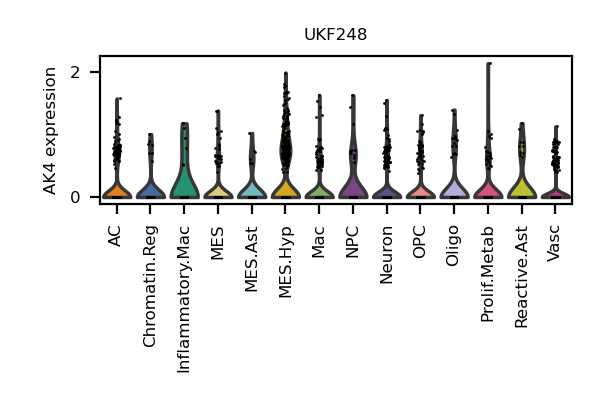 UKF248
AK4 expression
2
0
AC
Chromatin.Reg
Inflammatory.Mac
MES
MES.Ast
MES.Hyp
Mac
NPC
Neuron
OPC
Oligo
Prolif.Metab
Reactive.Ast
Vasc